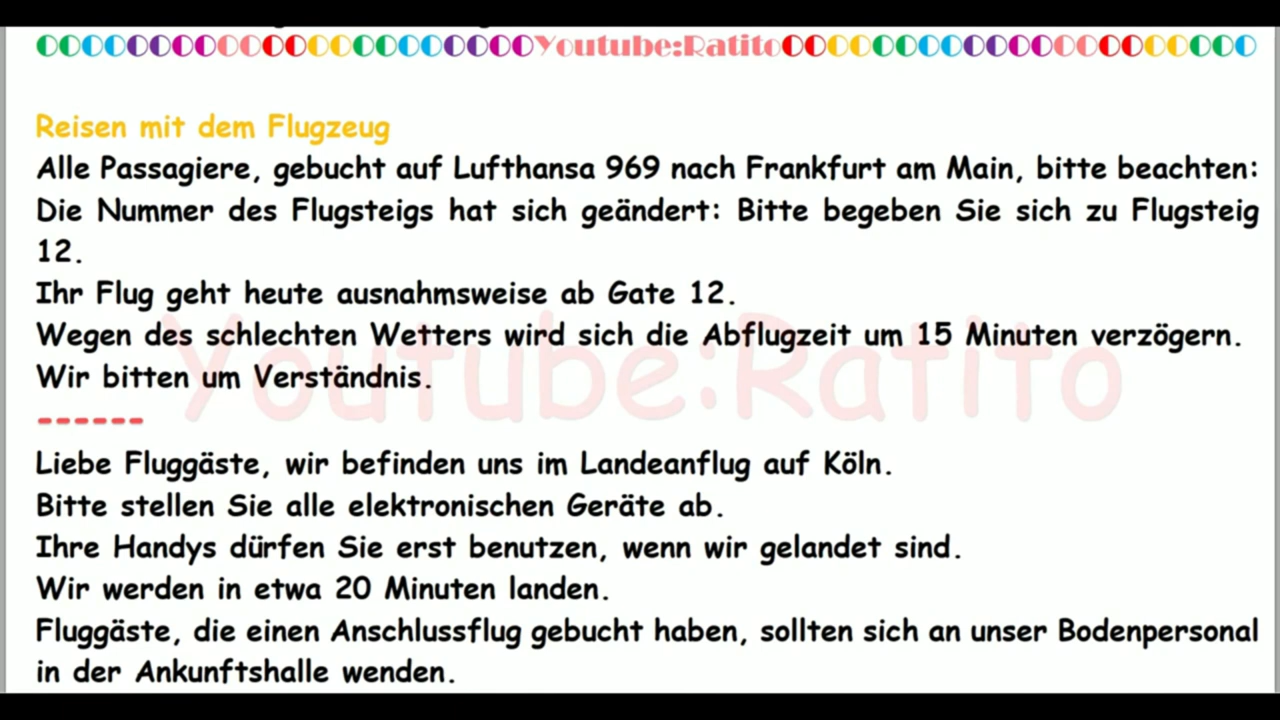 Youtube:Ratito
Reisen mit dem Flugzeug
Alle Passagiere, gebucht auf Lufthansa 969 nach Frankfurt am Main, bitte beachten:
Die Nummer des Flugsteigs hat sich geändert: Bitte begeben Sie sich zu Flugsteig
12.
Ihr Flug geht heute ausnahmsweise ab Gate 12.
Wegen des schlechten Wetters wird sich die Abflugzeit um 15 Minuten verzögern.
Youtube:Ratito
Wir bitten um Verständnis.
------
Liebe Fluggäste, wir befinden uns im Landeanflug auf Köln.
Bitte stellen Sie alle elektronischen Geräte ab.
Ihre Handys dürfen Sie erst benutzen, wenn wir gelandet sind.
Wir werden in etwa 20 Minuten landen.
Fluggäste, die einen Anschlussflug gebucht haben, sollten sich an unser Bodenpersonal
in der Ankunftshalle wenden.